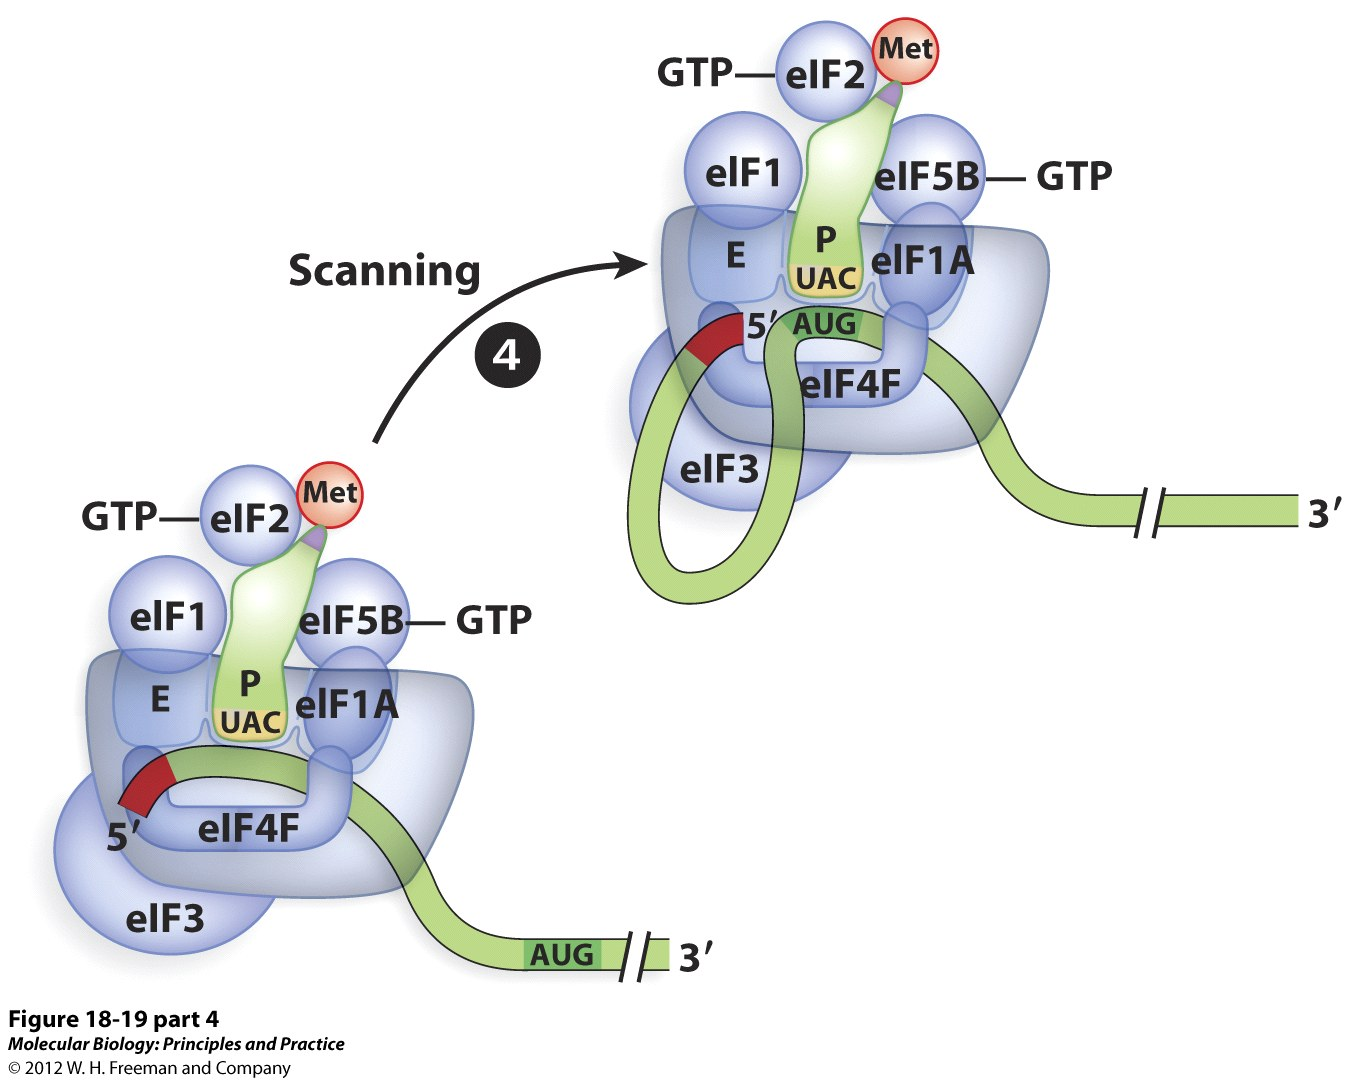 Met
GTP
eIF2
eIF1
eIF5B
GTP
E
P
eIF1A
UAC
Scanning
5′
AUG
4
eIF4F
eIF3
3′
Met
GTP
eIF2
eIF1
eIF5B
GTP
E
P
eIF1A
UAC
5′
eIF4F
eIF3
AUG
3′
Figure 18-19 part 4
Molecular Biology: Principles and Practice
© 2012 W. H. Freeman and Company